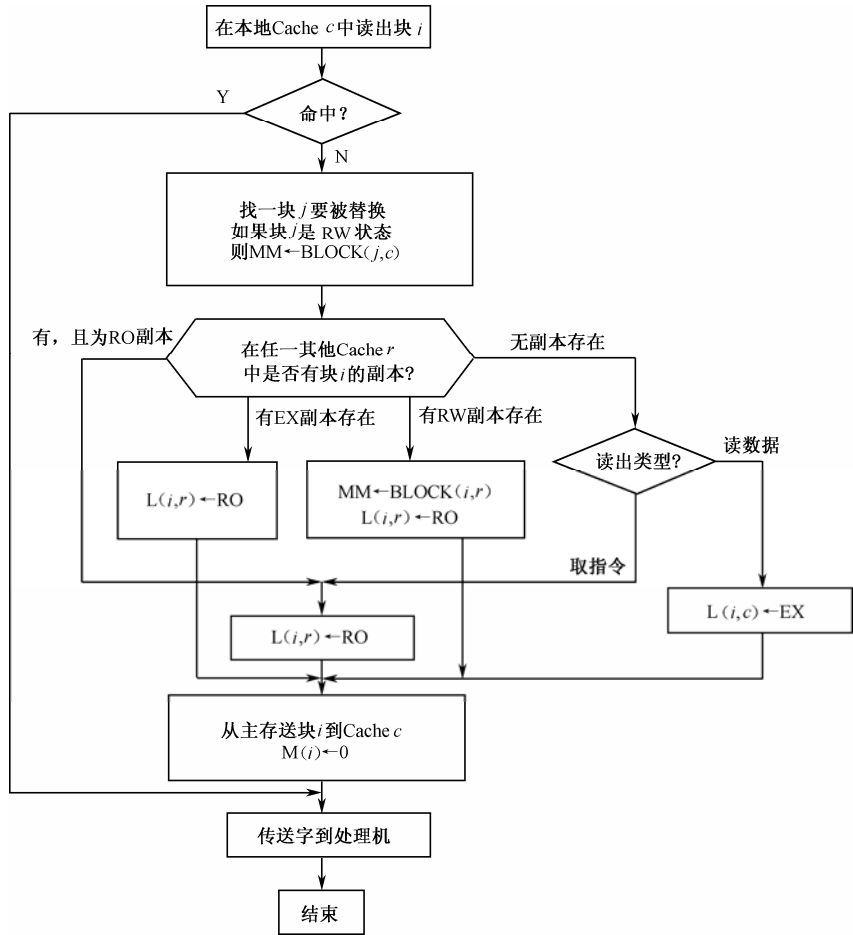 在本地Cache c中读出块i
命中?
Y
N
找一块j要被替换
如果块j是 RW 状态
则MM←BLOCK(j,c)
有，且为RO副本
在任一其他Cache r
中是否有块i的副本?
无副本存在
有EX副本存在
有RW副本存在
读出类型?
读数据
L(i,r)←RO
MM←BLOCK(i,r)
L(i,r)←RO
取指令
L(i,c)←EX
L(i,r)←RO
从主存送块i到Cache c
M(i)←0
传送字到处理机
结束